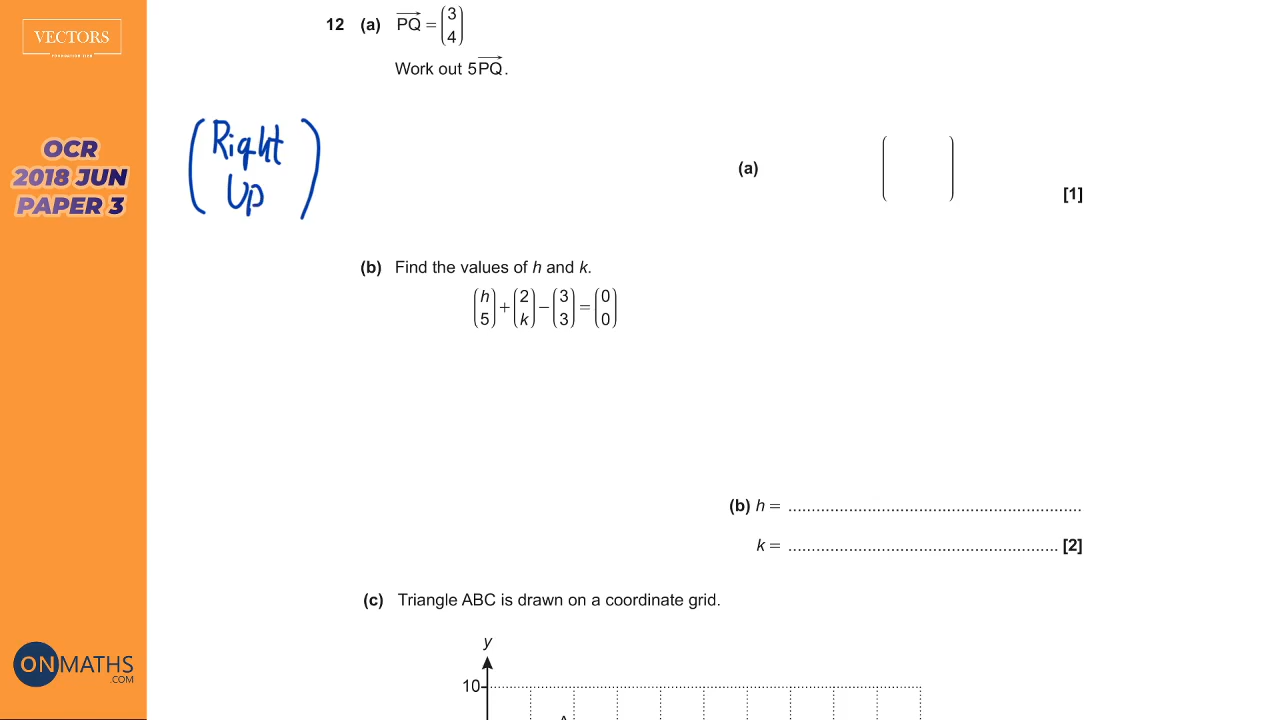 VECTORS
FOUNDATION TIER
OCR
2018 JUN
PAPER 3
ONMATHS
.COM
12 (a) PQ = (3
4)
Work out 5PQ.
(Right
Up)
(a) ( )
[1]
(b) Find the values of h and k.
(h
5) + (2
k) − (3
3) = (0
0)
(b) h = ...............................................................
k = .......................................................... [2]
(c) Triangle ABC is drawn on a coordinate grid.
y
10
A